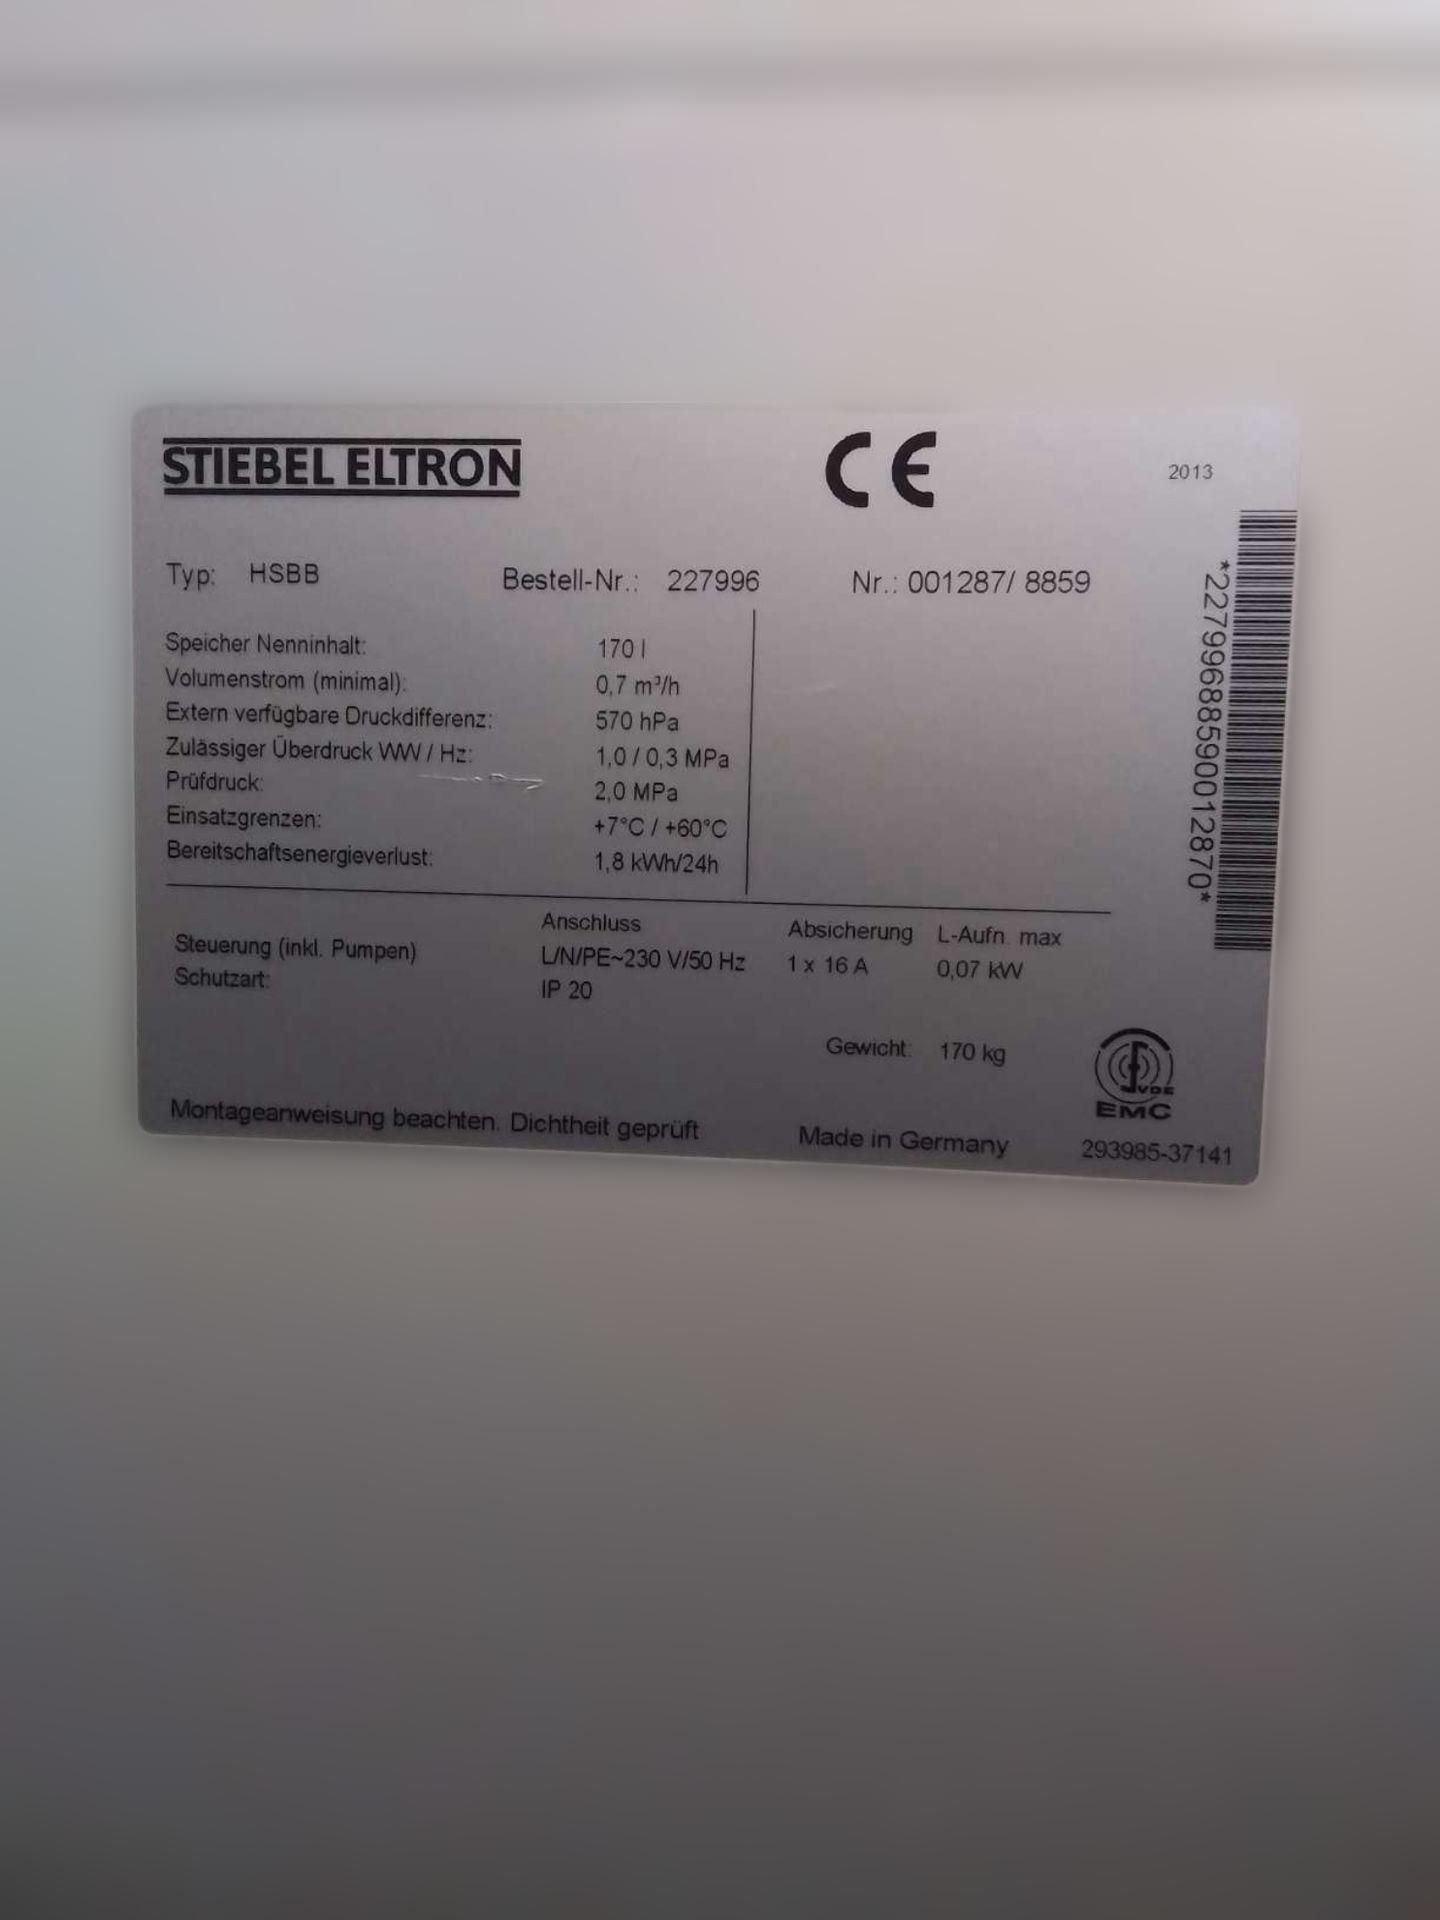 STIEBEL ELTRON
CE
2013
Typ: HSBB Bestell-Nr.: 227996 Nr.: 001287/ 8859
Speicher Nenninhalt: 170 l
Volumenstrom (minimal): 0,7 m³/h
Extern verfügbare Druckdifferenz: 570 hPa
Zulässiger Überdruck WW / Hz: 1,0 / 0,3 MPa
Prüfdruck: 2,0 MPa
Einsatzgrenzen: +7°C / +60°C
Bereitschaftsenergieverlust: 1,8 kWh/24h
*2279968859001​2870*
Anschluss Absicherung L-Aufn. max
Steuerung (inkl. Pumpen) L/N/PE~230 V/50 Hz 1 x 16 A 0,07 kW
Schutzart: IP 20
Gewicht: 170 kg
VDE
EMC
Montageanweisung beachten. Dichtheit geprüft Made in Germany 293985-37141